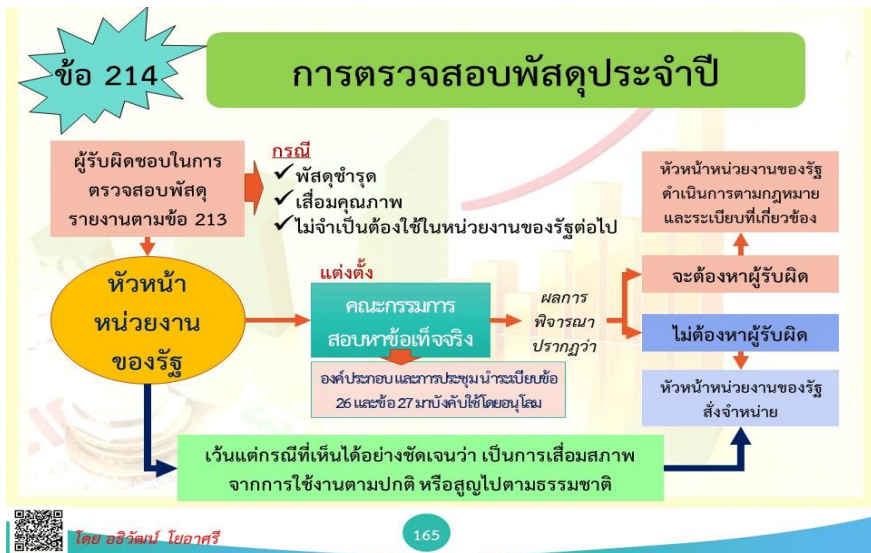 ข้อ 214
การตรวจสอบพัสดุประจำปี
ผู้รับผิดชอบในการ
ตรวจสอบพัสดุ
รายงานตามข้อ 213
กรณี
✓ พัสดุชำรุด
✓ เสื่อมคุณภาพ
✓ ไม่จำเป็นต้องใช้ในหน่วยงานของรัฐต่อไป
หัวหน้าหน่วยงานของรัฐ
ดำเนินการตามกฎหมาย
และระเบียบที่เกี่ยวข้อง
หัวหน้า
หน่วยงาน
ของรัฐ
แต่งตั้ง
คณะกรรมการ
สอบหาข้อเท็จจริง
ผลการ
พิจารณา
ปรากฏว่า
จะต้องหาผู้รับผิด
ไม่ต้องหาผู้รับผิด
องค์ประกอบและการประชุม นำระเบียบข้อ
26 และข้อ 27 มาบังคับใช้โดยอนุโลม
หัวหน้าหน่วยงานของรัฐ
สั่งจำหน่าย
เว้นแต่กรณีที่เห็นได้อย่างชัดเจนว่า เป็นการเสื่อมสภาพ
จากการใช้งานตามปกติ หรือสูญไปตามธรรมชาติ
โดย อธิวัฒน์ โยอาศรี
165